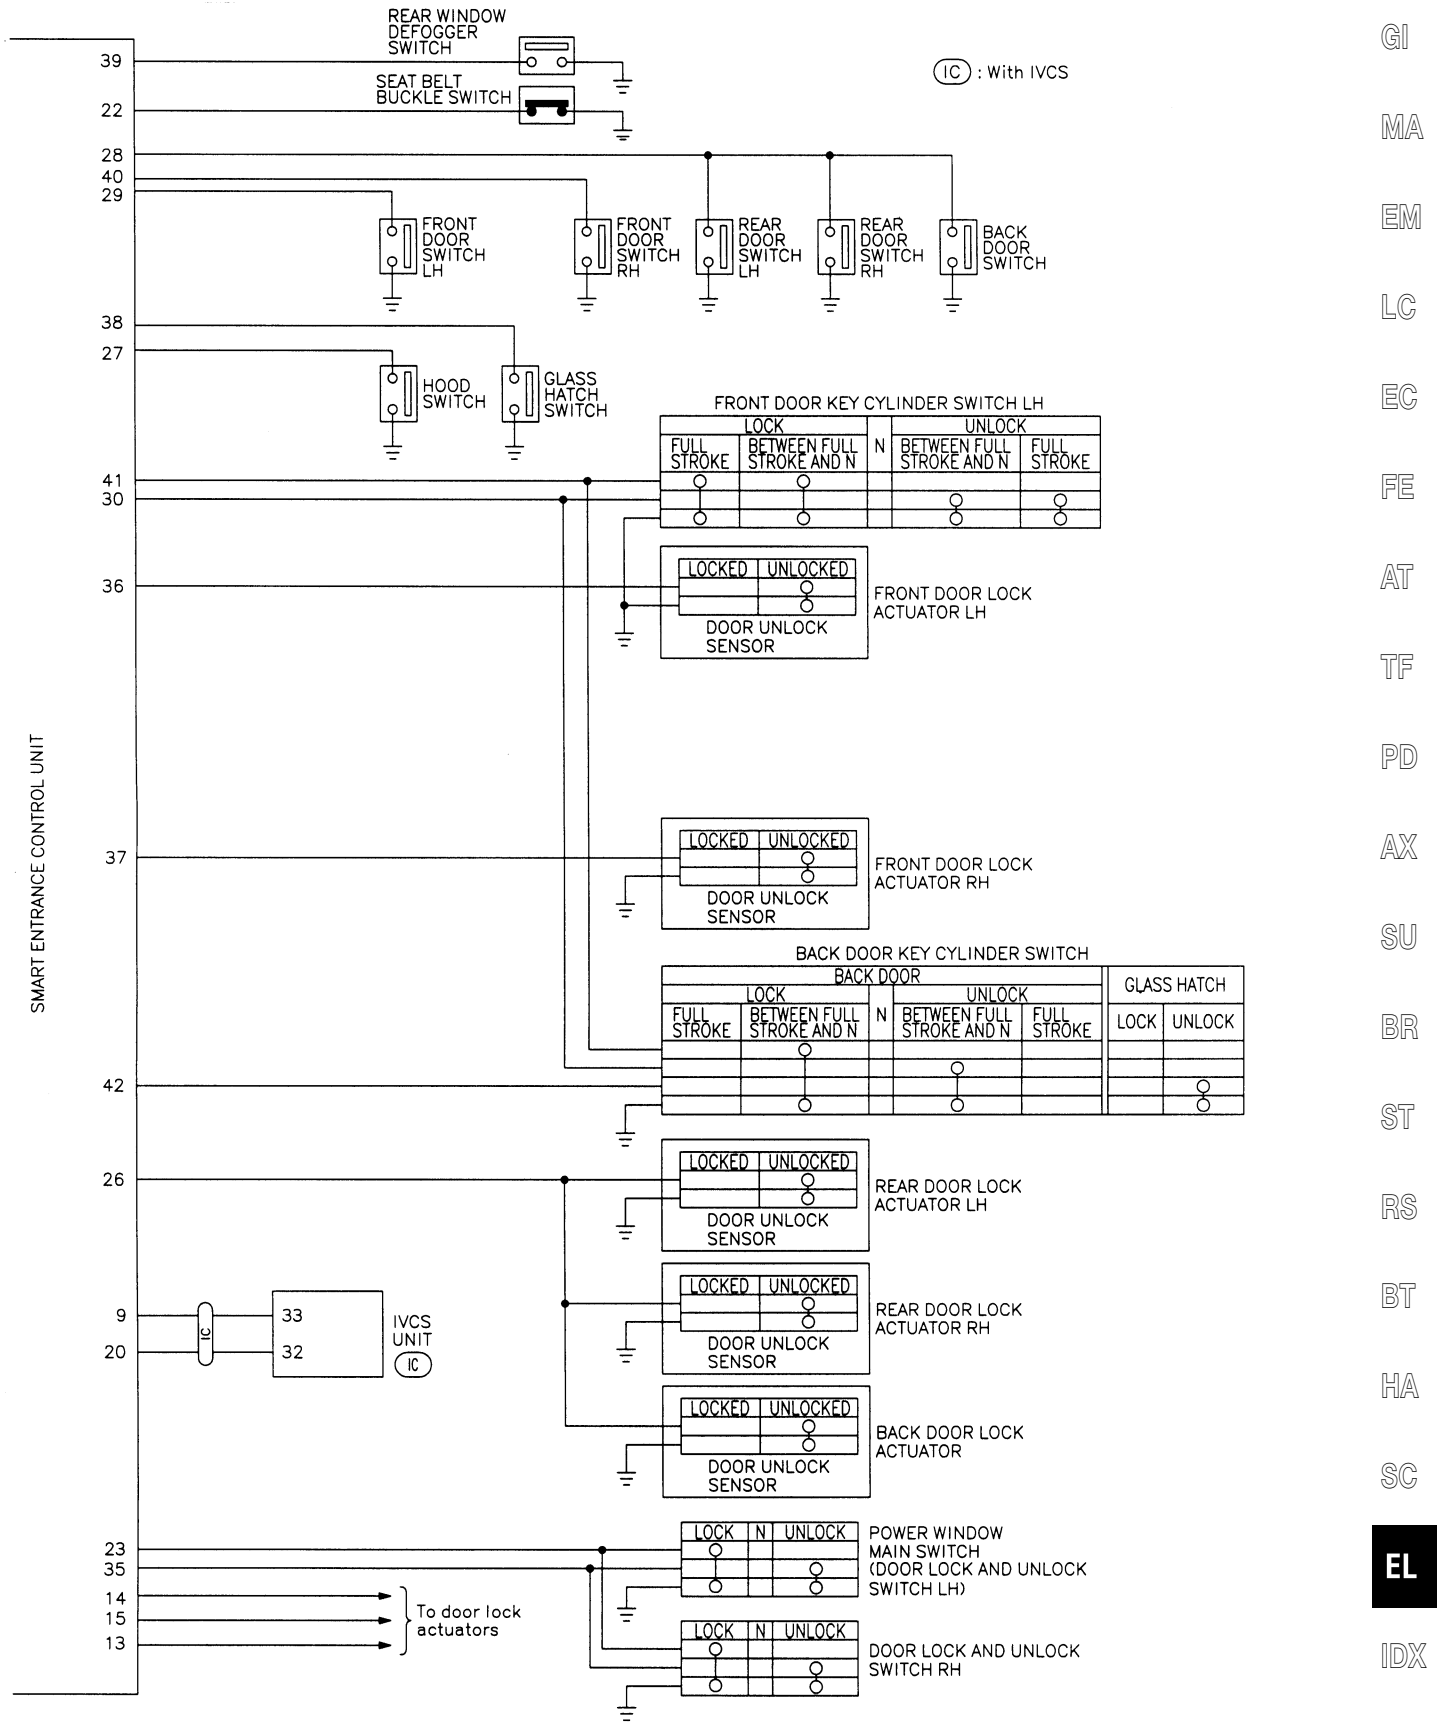 REAR WINDOW
DEFOGGER
SWITCH
39
SEAT BELT
BUCKLE SWITCH
22
IC : With IVCS
28
40
29
FRONT
DOOR
SWITCH
LH
FRONT
DOOR
SWITCH
RH
REAR
DOOR
SWITCH
LH
REAR
DOOR
SWITCH
RH
BACK
DOOR
SWITCH
38
27
HOOD
SWITCH
GLASS
HATCH
SWITCH
FRONT DOOR KEY CYLINDER SWITCH LH
LOCK N UNLOCK
FULL
STROKE
BETWEEN FULL
STROKE AND N
BETWEEN FULL
STROKE AND N
FULL
STROKE
41
30
36
LOCKED UNLOCKED
DOOR UNLOCK
SENSOR
FRONT DOOR LOCK
ACTUATOR LH
SMART ENTRANCE CONTROL UNIT
37
LOCKED UNLOCKED
DOOR UNLOCK
SENSOR
FRONT DOOR LOCK
ACTUATOR RH
BACK DOOR KEY CYLINDER SWITCH
BACK DOOR
GLASS HATCH
LOCK N UNLOCK
FULL
STROKE
BETWEEN FULL
STROKE AND N
BETWEEN FULL
STROKE AND N
FULL
STROKE
LOCK UNLOCK
42
26
LOCKED UNLOCKED
DOOR UNLOCK
SENSOR
REAR DOOR LOCK
ACTUATOR LH
9
20
IC
33
32
IVCS
UNIT
IC
LOCKED UNLOCKED
DOOR UNLOCK
SENSOR
REAR DOOR LOCK
ACTUATOR RH
LOCKED UNLOCKED
DOOR UNLOCK
SENSOR
BACK DOOR LOCK
ACTUATOR
23
35
14
15
13
To door lock
actuators
LOCK N UNLOCK
POWER WINDOW
MAIN SWITCH
(DOOR LOCK AND UNLOCK
SWITCH LH)
LOCK N UNLOCK
DOOR LOCK AND UNLOCK
SWITCH RH
GI
MA
EM
LC
EC
FE
AT
TF
PD
AX
SU
BR
ST
RS
BT
HA
SC
EL
IDX